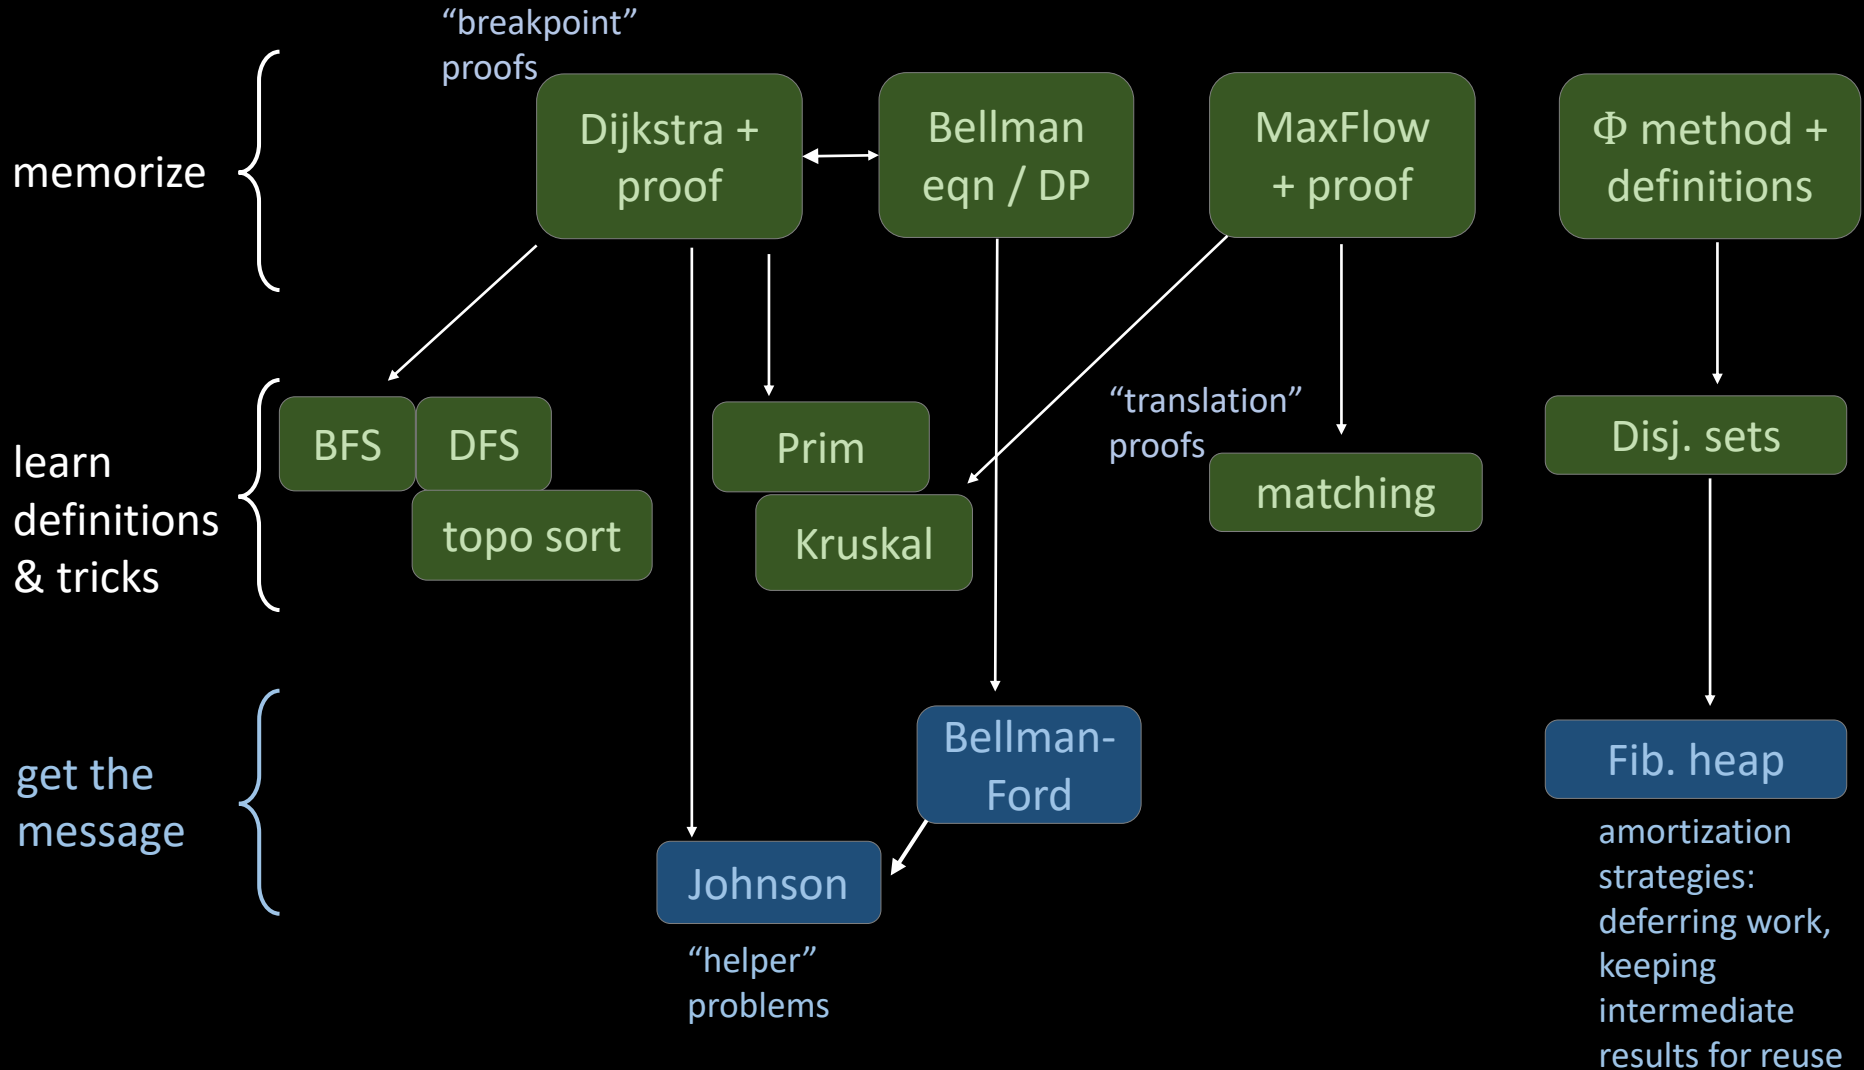 “breakpoint”
proofs
memorize
Dijkstra +
proof
Bellman
eqn / DP
MaxFlow
+ proof
Φ method +
definitions
learn
definitions
& tricks
BFS
DFS
topo sort
Prim
Kruskal
“translation”
proofs
matching
Disj. sets
get the
message
Bellman-
Ford
Johnson
“helper”
problems
Fib. heap
amortization
strategies:
deferring work,
keeping
intermediate
results for reuse